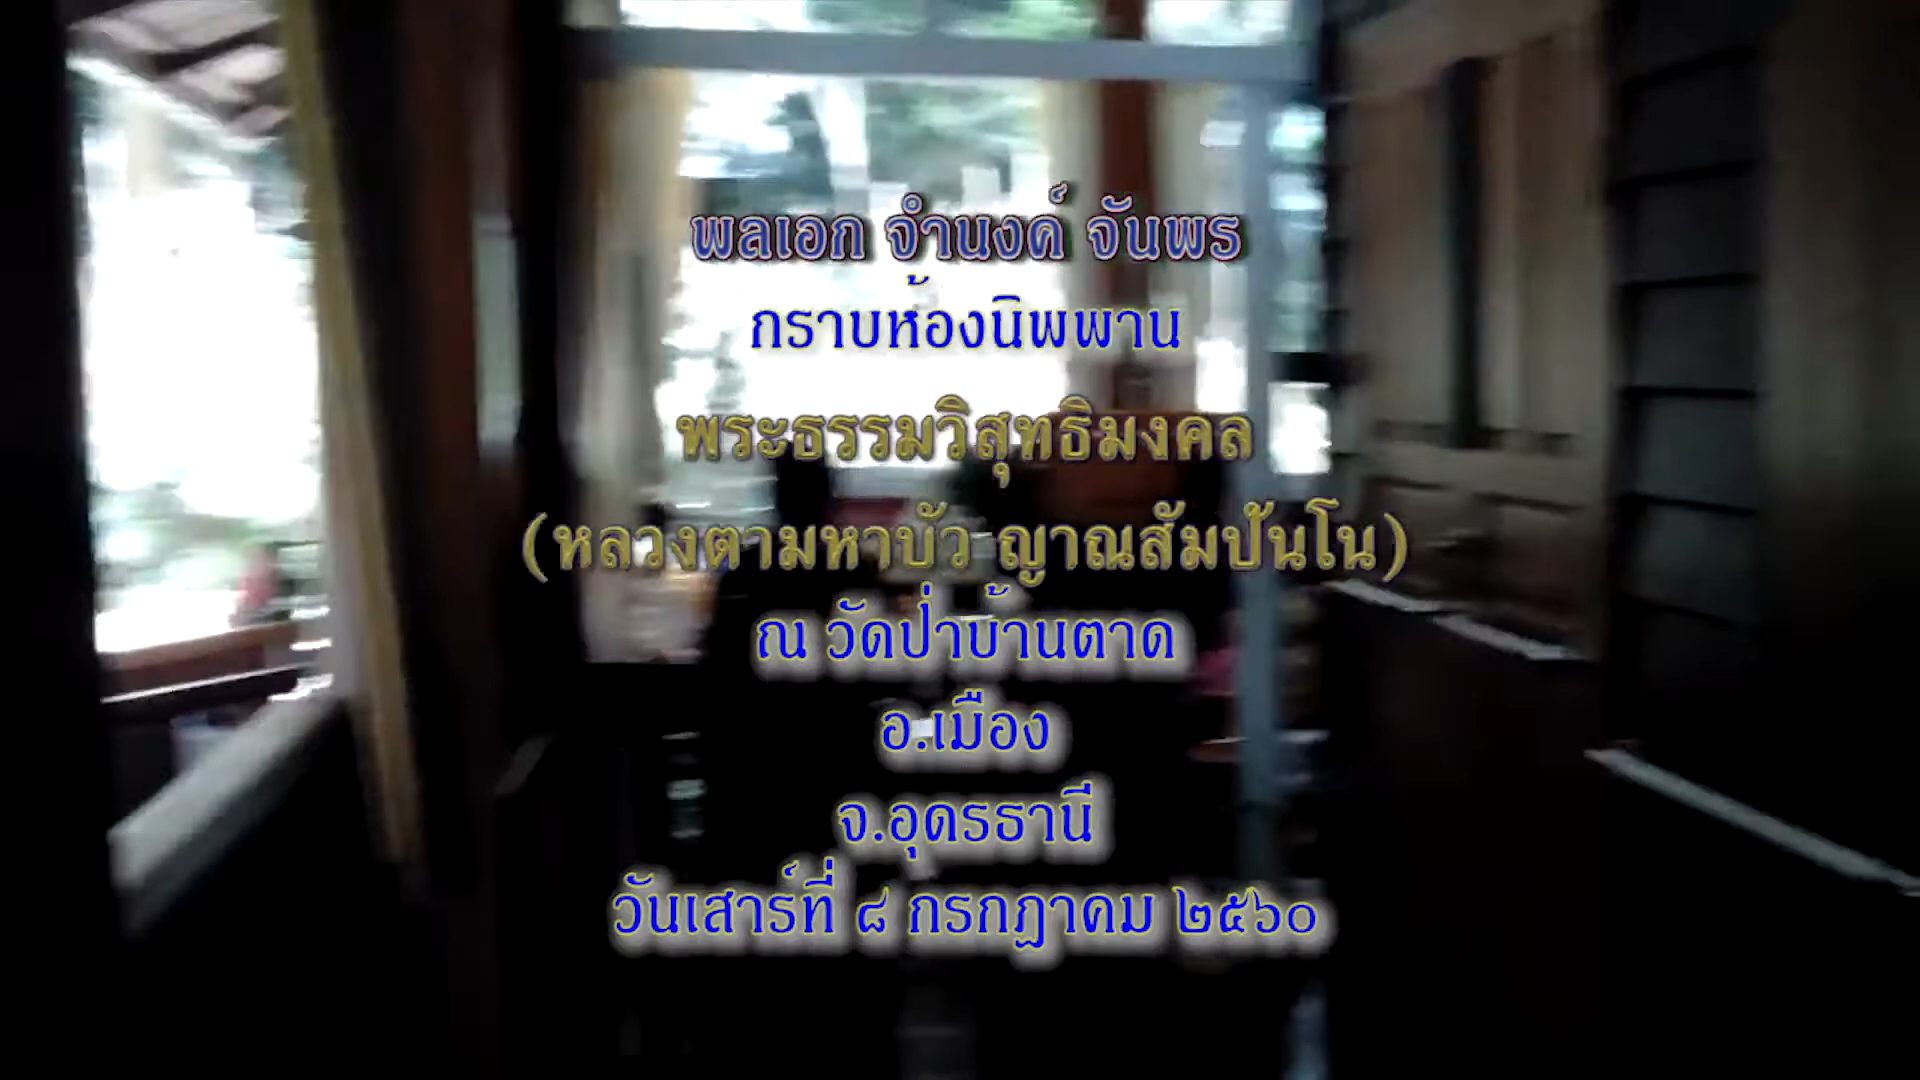 พลเอก จำนงค์ จันพร
กราบห้องนิพพาน
พระธรรมวิสุทธิมงคล
(หลวงตามหาบัว ญาณสัมปันโน)
ณ วัดป่าบ้านตาด
อ.เมือง
จ.อุดรธานี
วันเสาร์ที่ ๘ กรกฎาคม ๒๕๖๐